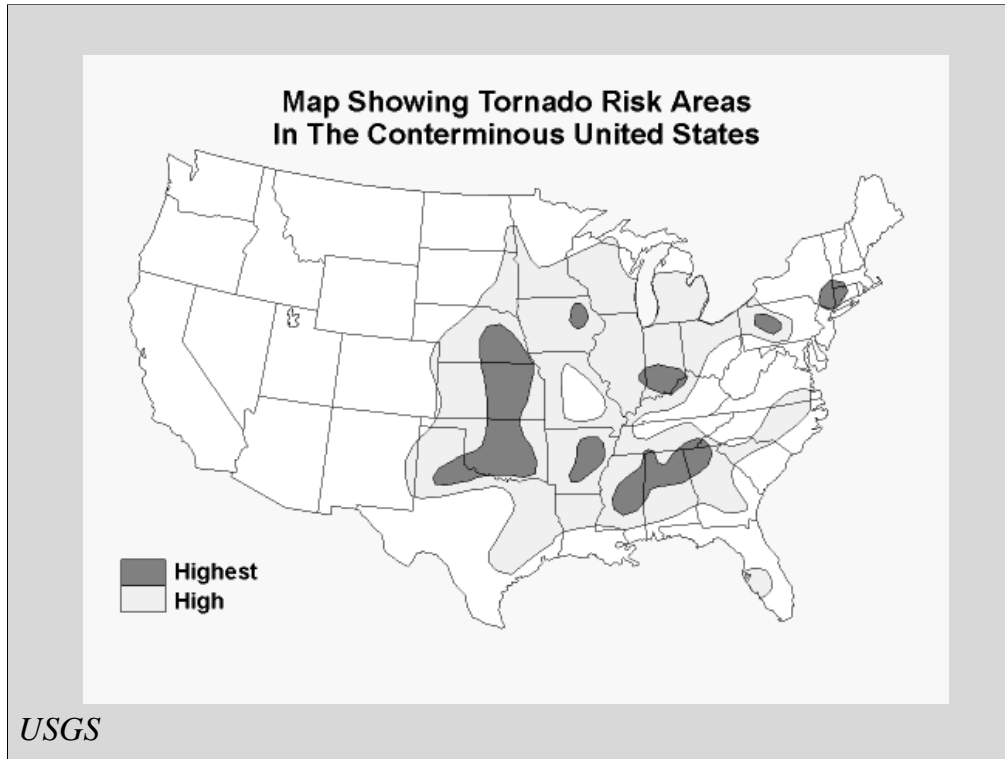 Map Showing Tornado Risk Areas
In The Conterminous United States
Highest
High
USGS